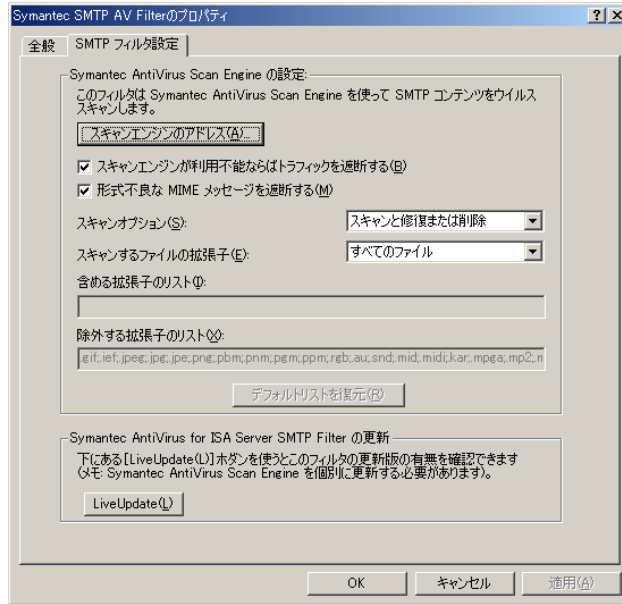 Symantec SMTP AV Filterのプロパティ
全般
SMTP フィルタ設定
Symantec AntiVirus Scan Engine の設定:
このフィルタは Symantec AntiVirus Scan Engine を使って SMTP コンテンツをウイルス
スキャンします。
スキャンエンジンのアドレス(A)...
スキャンエンジンが利用不能ならばトラフィックを遮断する(B)
形式不良な MIME メッセージを遮断する(M)
スキャンオプション(S):
スキャンと修復または削除
スキャンするファイルの拡張子(E):
すべてのファイル
含める拡張子のリスト(I):
除外する拡張子のリスト(X):
.gif;.ief;.jpeg;.jpg;.jpe;.png;.pbm;.pnm;.pgm;.ppm;.rgb;.au;.snd;.mid;.midi;.kar;.mpga;.mp2;.m
デフォルトリストを復元(R)
Symantec AntiVirus for ISA Server SMTP Filter の更新
下にある[LiveUpdate(L)]ボタンを使うとこのフィルタの更新版の有無を確認できます
(メモ: Symantec AntiVirus Scan Engine を個別に更新する必要があります)。
LiveUpdate(L)
OK
キャンセル
適用(A)